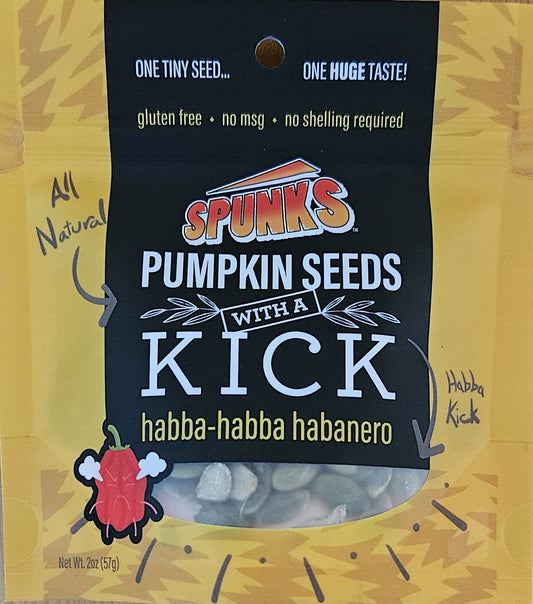 ONE TINY SEED... ONE HUGE TASTE!
gluten free • no msg • no shelling required
All
Natural
SPUNKS™
PUMPKIN SEEDS
WITH A
KICK
Habba
Kick
habba-habba habanero
Net Wt. 2oz (57g)